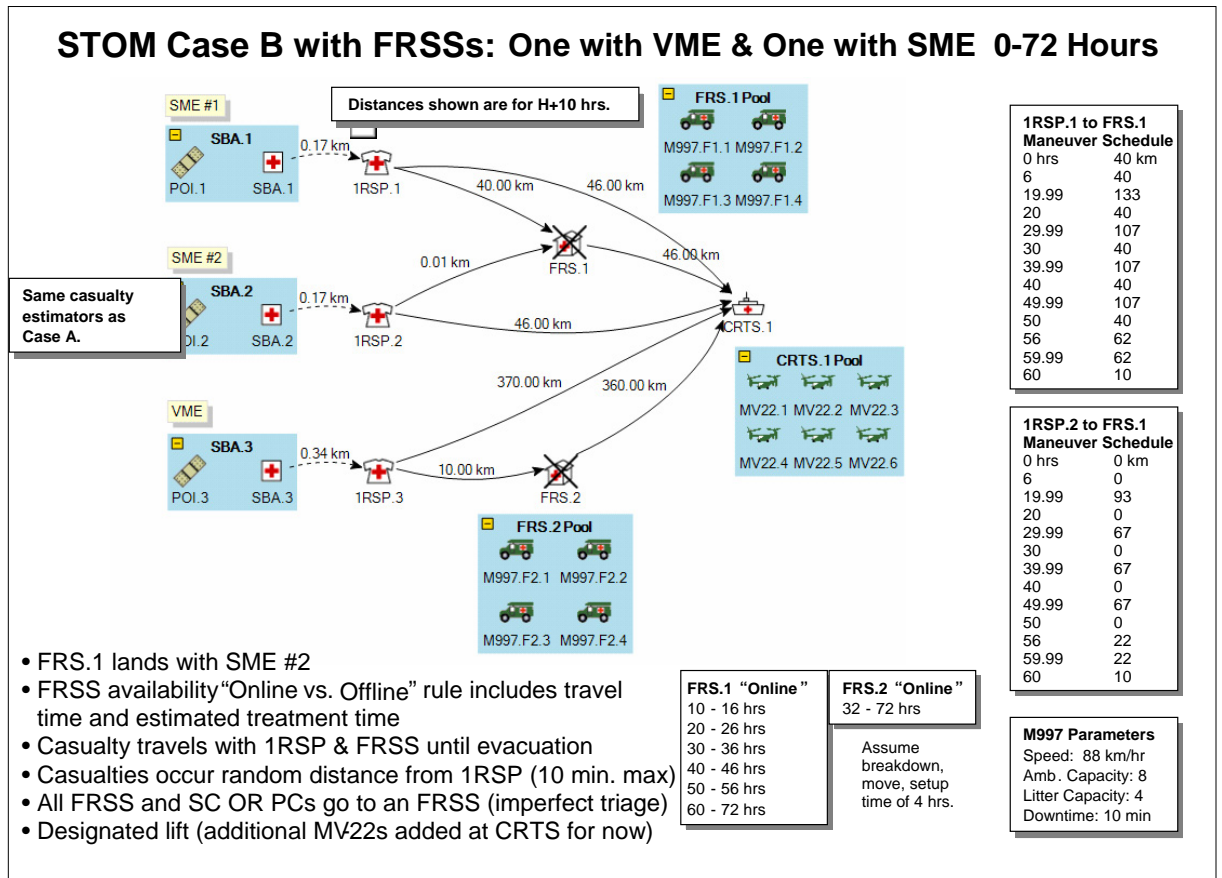 STOM Case B with FRSSs: One with VME & One with SME 0-72 Hours
Distances shown are for H+10 hrs.
SME #1
SBA.1
POI.1
SBA.1
0.17 km
1RSP.1
40.00 km
46.00 km
FRS.1 Pool
M997.F1.1
M997.F1.2
M997.F1.3
M997.F1.4
SME #2
SBA.2
OI.2
SBA.2
0.17 km
1RSP.2
0.01 km
FRS.1
46.00 km
46.00 km
CRTS.1
Same casualty
estimators as
Case A.
CRTS.1 Pool
MV22.1
MV22.2
MV22.3
MV22.4
MV22.5
MV22.6
VME
SBA.3
POI.3
SBA.3
0.34 km
1RSP.3
370.00 km
360.00 km
10.00 km
FRS.2
FRS.2 Pool
M997.F2.1
M997.F2.2
M997.F2.3
M997.F2.4
1RSP.1 to FRS.1
Maneuver Schedule
0 hrs 40 km
6 40
19.99 133
20 40
29.99 107
30 40
39.99 107
40 40
49.99 107
50 40
56 62
59.99 62
60 10
1RSP.2 to FRS.1
Maneuver Schedule
0 hrs 0 km
6 0
19.99 93
20 0
29.99 67
30 0
39.99 67
40 0
49.99 67
50 0
56 22
59.99 22
60 10
• FRS.1 lands with SME #2
• FRSS availability "Online vs. Offline" rule includes travel
time and estimated treatment time
• Casualty travels with 1RSP & FRSS until evacuation
• Casualties occur random distance from 1RSP (10 min. max)
• All FRSS and SC OR PCs go to an FRSS (imperfect triage)
• Designated lift (additional MV-22s added at CRTS for now)
FRS.1 "Online"
10 - 16 hrs
20 - 26 hrs
30 - 36 hrs
40 - 46 hrs
50 - 56 hrs
60 - 72 hrs
FRS.2 "Online"
32 - 72 hrs
Assume
breakdown,
move, setup
time of 4 hrs.
M997 Parameters
Speed: 88 km/hr
Amb. Capacity: 8
Litter Capacity: 4
Downtime: 10 min